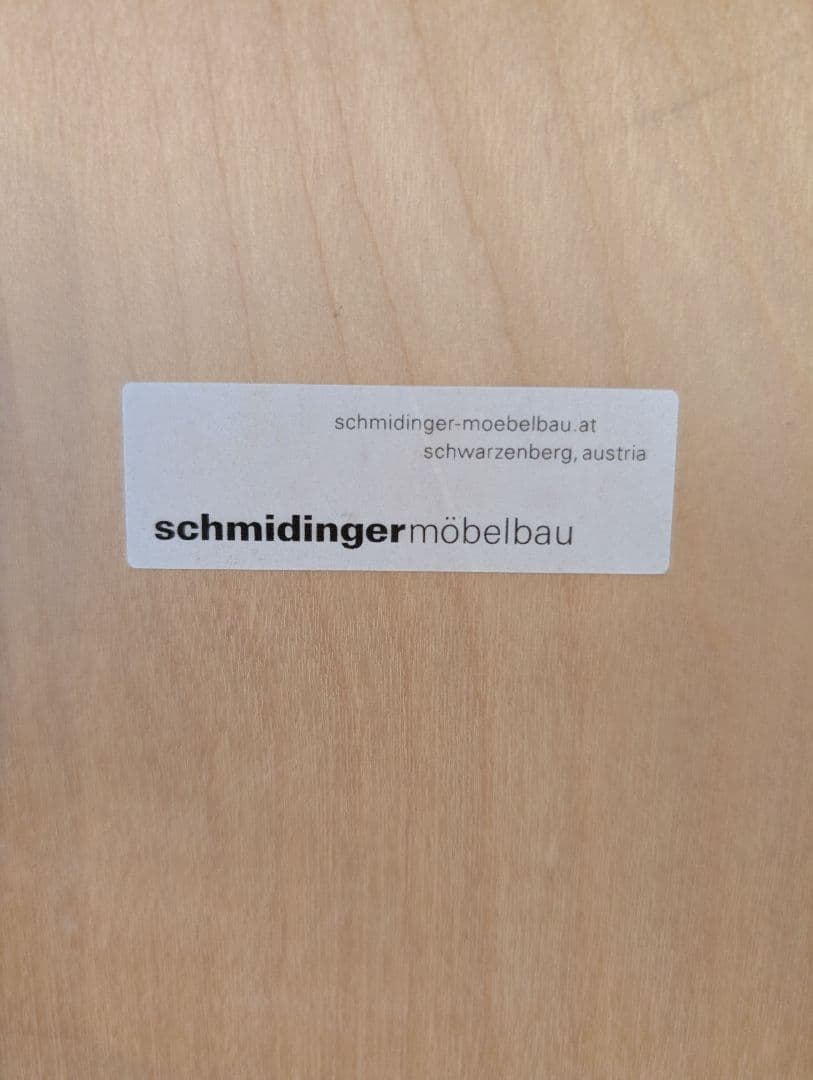 schmidinger-moebelbau.at
schwarzenberg, austria
schmidingermöbelbau